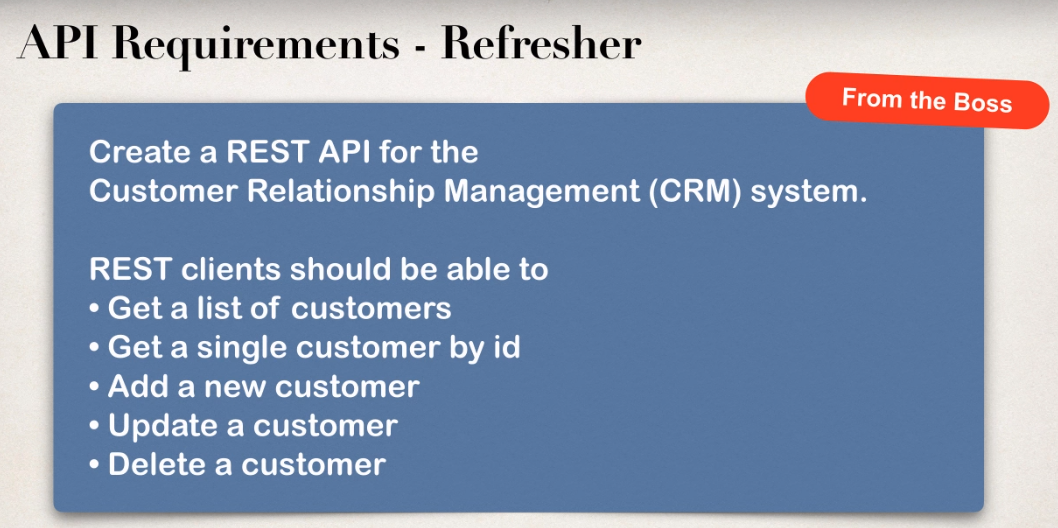 API Requirements - Refresher
From the Boss
Create a REST API for the
Customer Relationship Management (CRM) system.
REST clients should be able to
• Get a list of customers
• Get a single customer by id
• Add a new customer
• Update a customer
• Delete a customer